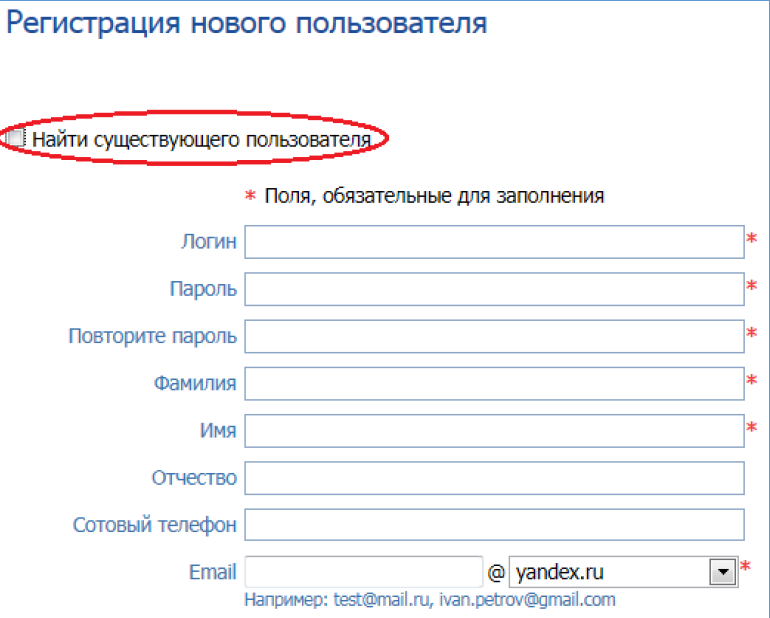 Регистрация нового пользователя
Найти существующего пользователя
* Поля, обязательные для заполнения
Логин *
Пароль *
Повторите пароль *
Фамилия *
Имя *
Отчество
Сотовый телефон
Email @ yandex.ru *
Например: test@mail.ru, ivan.petrov@gmail.com